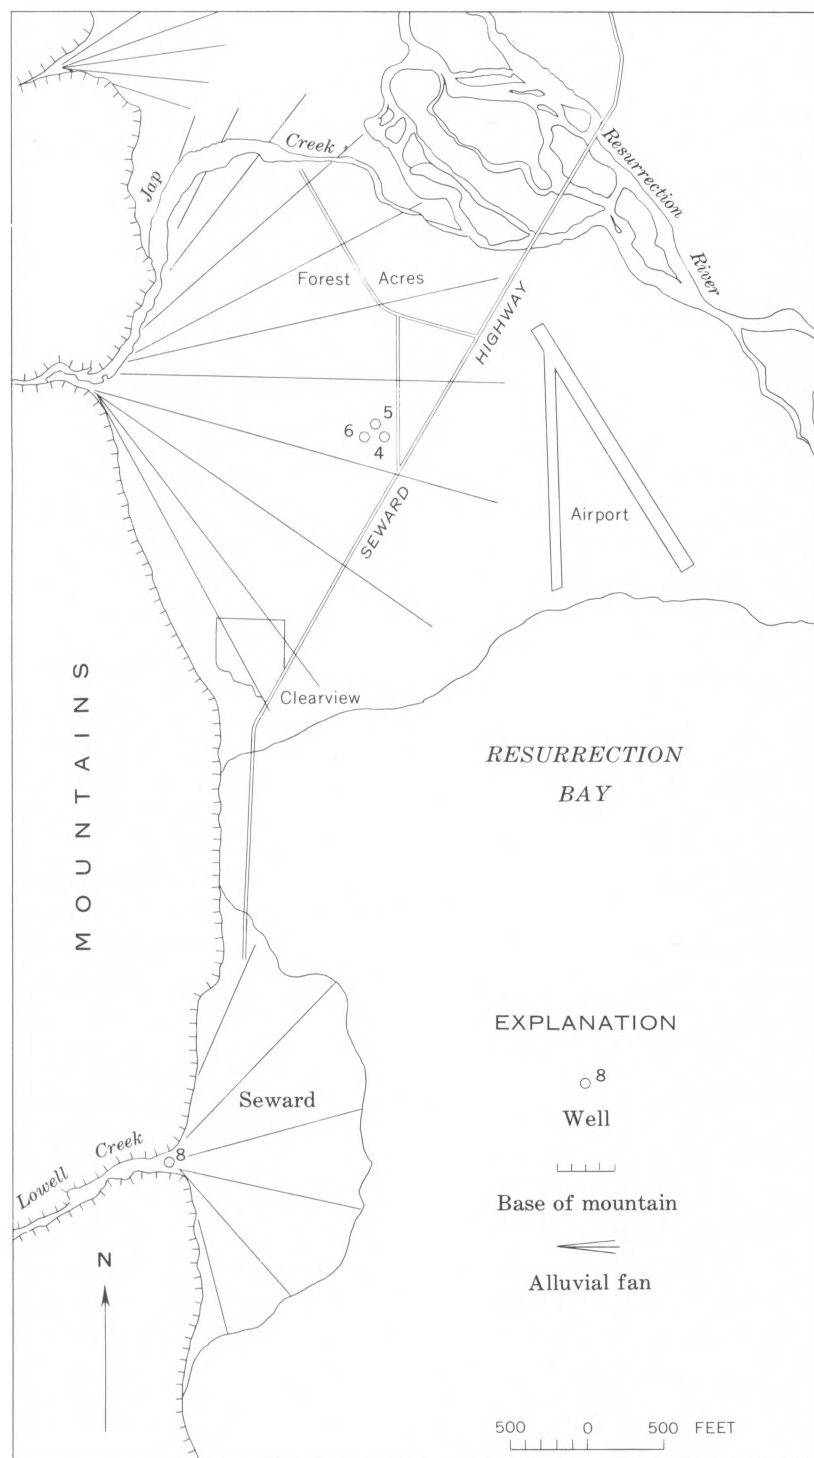 Jap
Creek
Resurrection
River
Forest Acres
SEWARD HIGHWAY
5
6
4
Airport
Clearview
MOUNTAINS
RESURRECTION
BAY
Seward
Lowell Creek
8
N
EXPLANATION
8
Well
Base of mountain
Alluvial fan
500 0 500 FEET